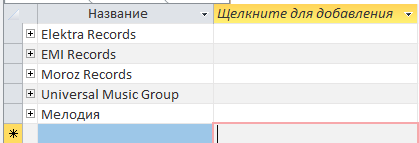 Название Щелкните для добавления
Elektra Records
EMI Records
Moroz Records
Universal Music Group
Мелодия